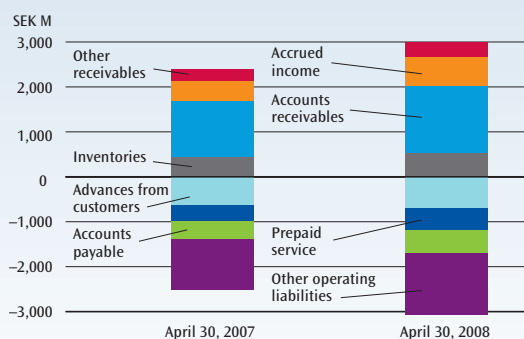 SEK M
3,000
2,000
1,000
0
–1,000
–2,000
–3,000
Other
receivables
Inventories
Advances from
customers
Accounts
payable
Accrued
income
Accounts
receivables
Prepaid
service
Other operating
liabilities
April 30, 2007
April 30, 2008